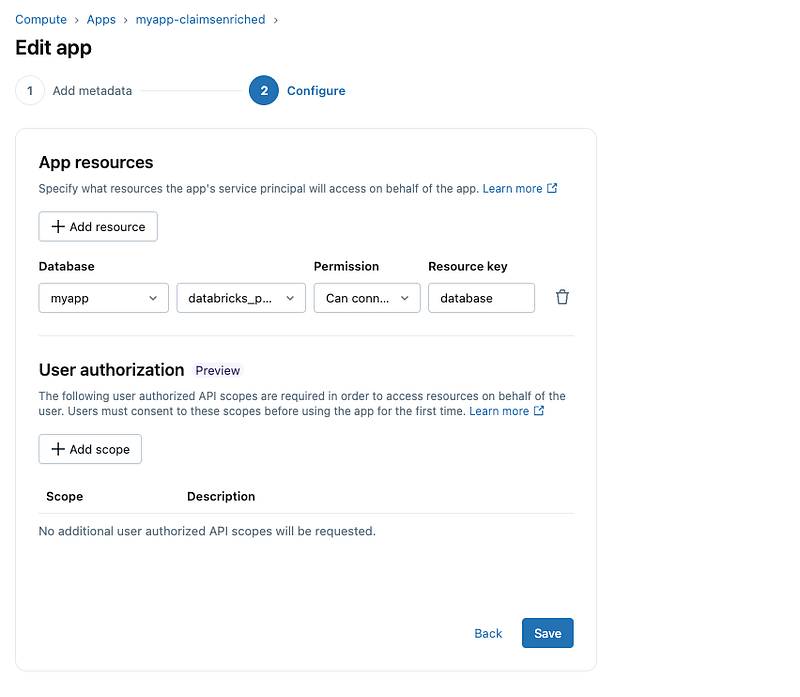 Compute › Apps › myapp-claimsenriched ›
Edit app
1 Add metadata 2 Configure
App resources
Specify what resources the app's service principal will access on behalf of the app. Learn more
+ Add resource
Database Permission Resource key
myapp databricks_p... Can conn... database
User authorization Preview
The following user authorized API scopes are required in order to access resources on behalf of the
user. Users must consent to these scopes before using the app for the first time. Learn more
+ Add scope
Scope Description
No additional user authorized API scopes will be requested.
Back Save